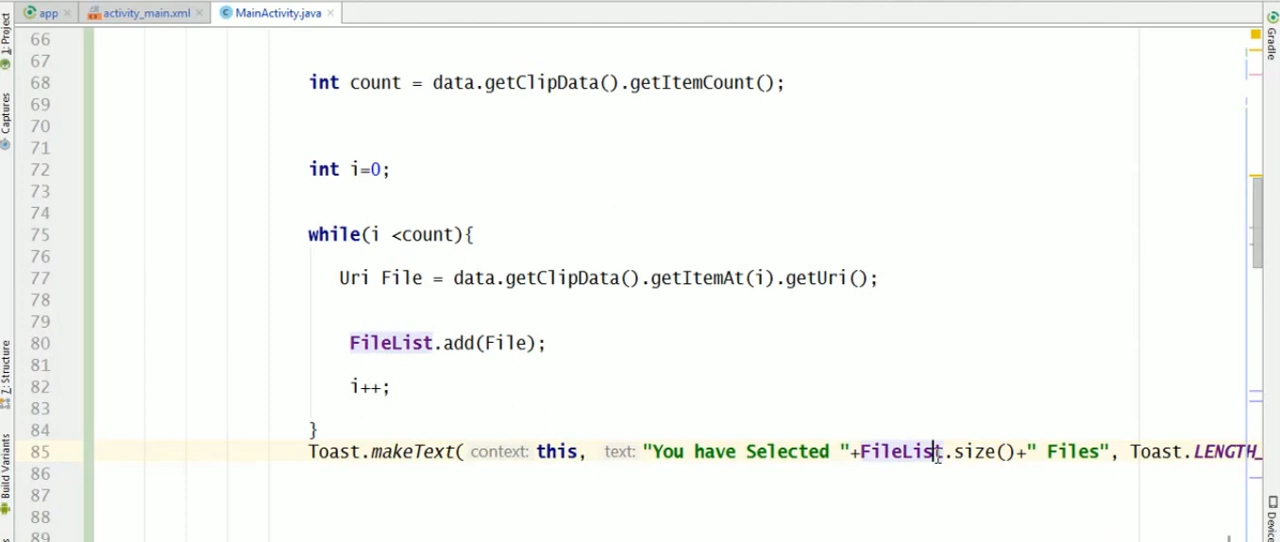 app
activity_main.xml
MainActivity.java
1: Project
Captures
Z: Structure
Build Variants
Gradle
66
67
68 int count = data.getClipData().getItemCount();
69
70
71
72 int i=0;
73
74
75 while(i <count){
76
77 Uri File = data.getClipData().getItemAt(i).getUri();
78
79
80 FileList.add(File);
81
82 i++;
83
84 }
85 Toast.makeText( context: this, text: "You have Selected "+FileList.size()+" Files", Toast.LENGTH_
86
87
88
89